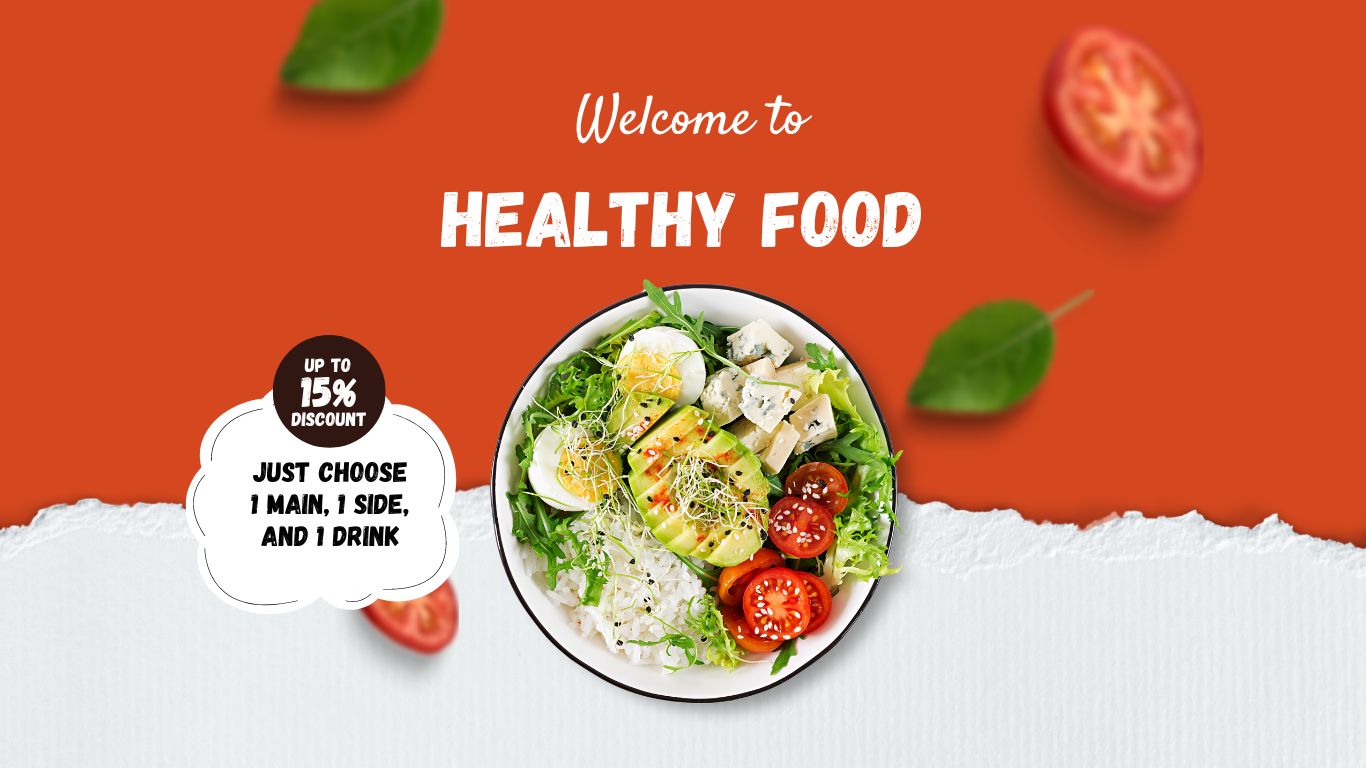 Welcome to
HEALTHY FOOD
UP TO
15%
DISCOUNT
JUST CHOOSE
1 MAIN, 1 SIDE,
AND 1 DRINK